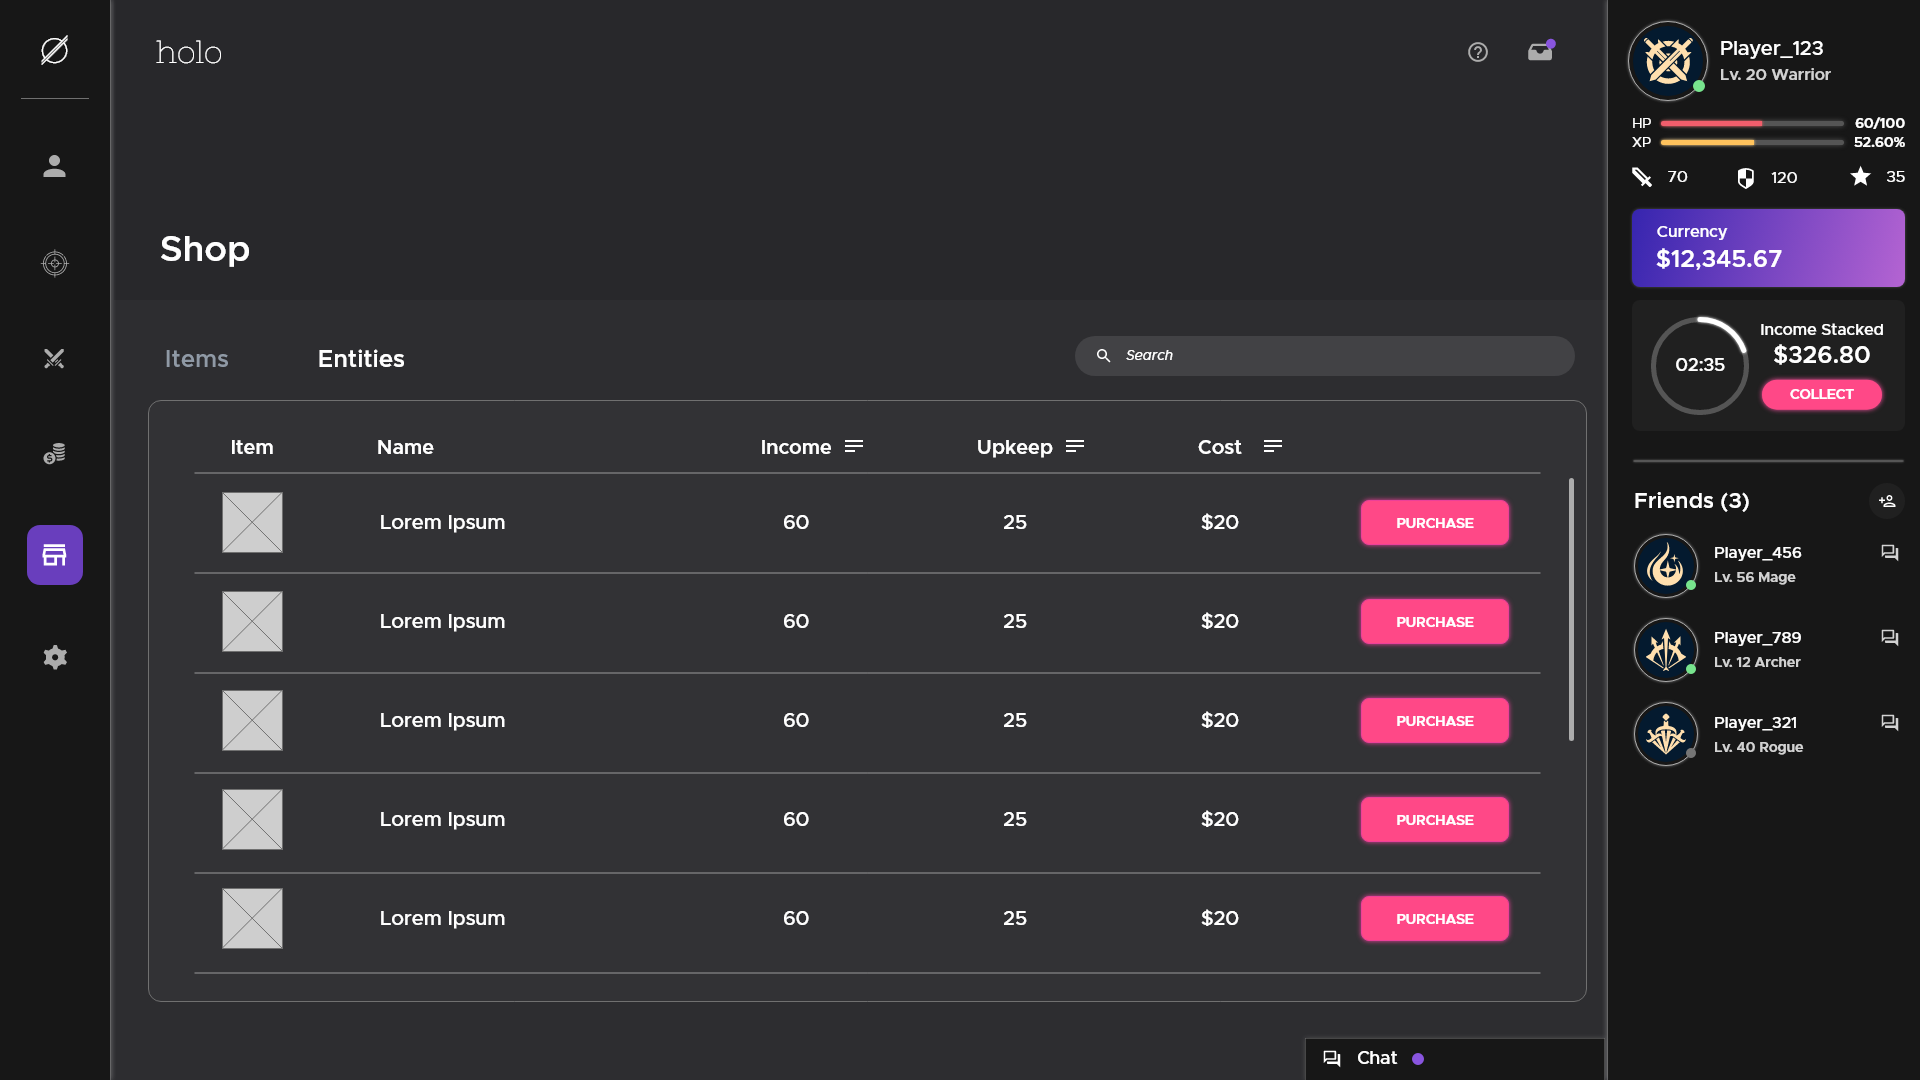 holo
Shop
Items
Entities
Search
Item Name Income Upkeep Cost
Lorem Ipsum 60 25 $20 PURCHASE
Lorem Ipsum 60 25 $20 PURCHASE
Lorem Ipsum 60 25 $20 PURCHASE
Lorem Ipsum 60 25 $20 PURCHASE
Lorem Ipsum 60 25 $20 PURCHASE
Chat
Player_123
Lv. 20 Warrior
HP 60/100
XP 52.60%
70 120 35
Currency
$12,345.67
02:35
Income Stacked
$326.80
COLLECT
Friends (3)
Player_456
Lv. 56 Mage
Player_789
Lv. 12 Archer
Player_321
Lv. 40 Rogue